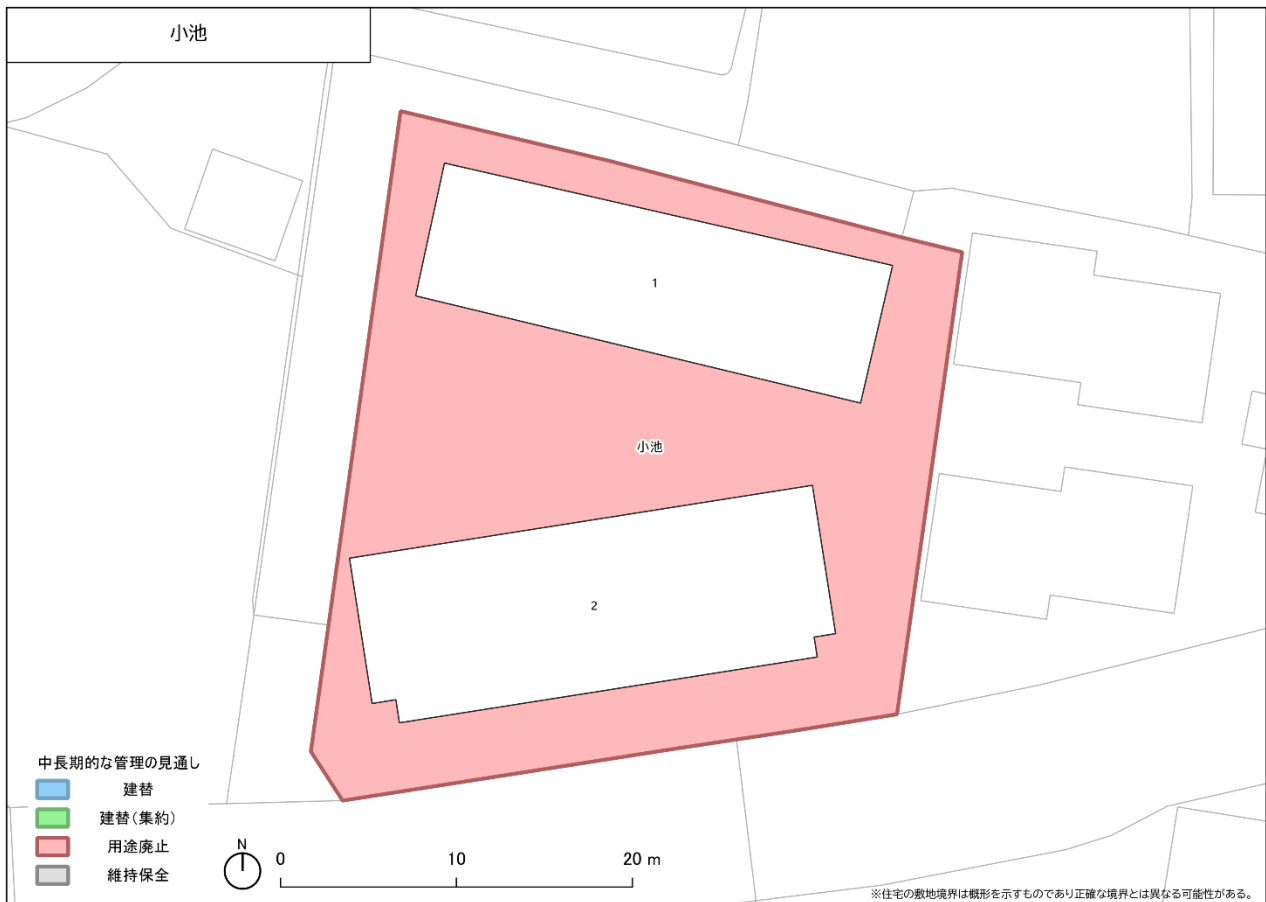 小池
1
小池
2
中長期的な管理の見通し
建替
建替(集約)
用途廃止
維持保全
N
0 10 20 m
※住宅の敷地境界は概形を示すものであり正確な境界とは異なる可能性がある。